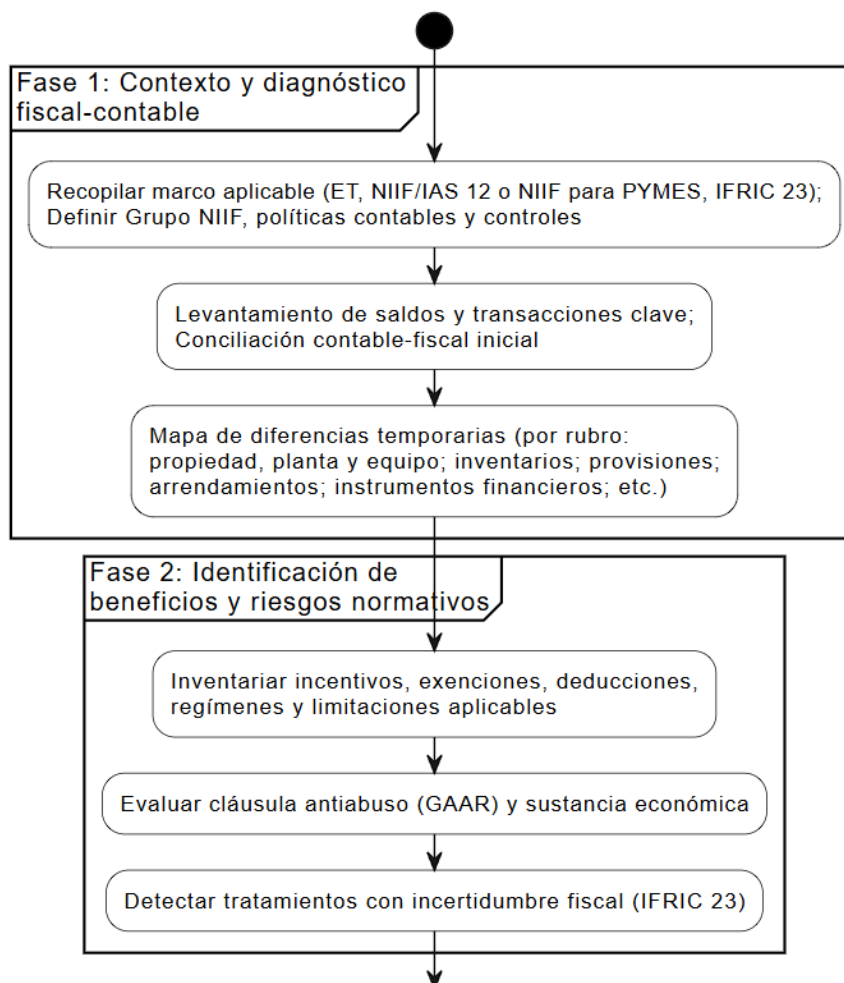 Fase 1: Contexto y diagnóstico
fiscal-contable
Recopilar marco aplicable (ET, NIIF/IAS 12 o NIIF para PYMES, IFRIC 23);
Definir Grupo NIIF, políticas contables y controles
Levantamiento de saldos y transacciones clave;
Conciliación contable-fiscal inicial
Mapa de diferencias temporarias (por rubro:
propiedad, planta y equipo; inventarios; provisiones;
arrendamientos; instrumentos financieros; etc.)
Fase 2: Identificación de
beneficios y riesgos normativos
Inventariar incentivos, exenciones, deducciones,
regímenes y limitaciones aplicables
Evaluar cláusula antiabuso (GAAR) y sustancia económica
Detectar tratamientos con incertidumbre fiscal (IFRIC 23)